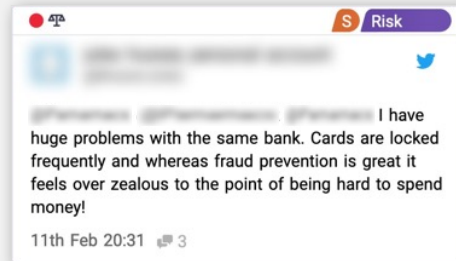 S Risk
I have
huge problems with the same bank. Cards are locked
frequently and whereas fraud prevention is great it
feels over zealous to the point of being hard to spend
money!
11th Feb 20:31 3